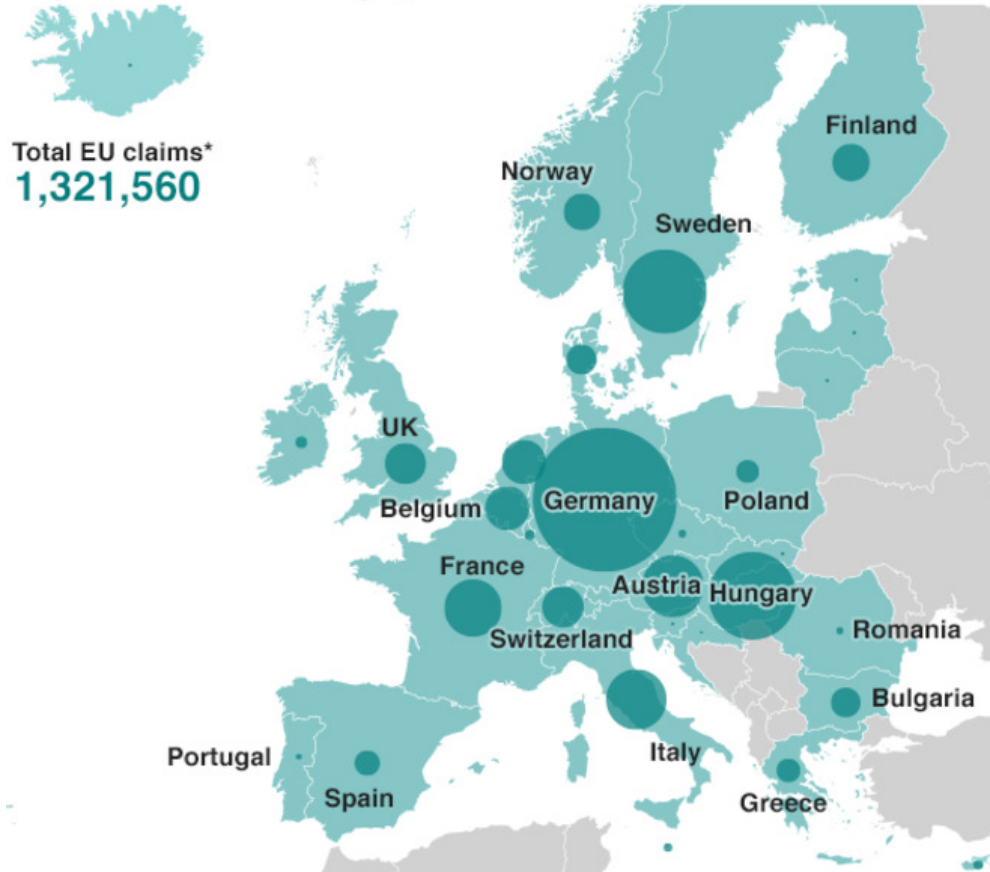 Total EU claims*
1,321,560
Finland
Norway
Sweden
UK
Belgium
Germany
Poland
France
Austria
Hungary
Switzerland
Romania
Bulgaria
Portugal
Italy
Spain
Greece